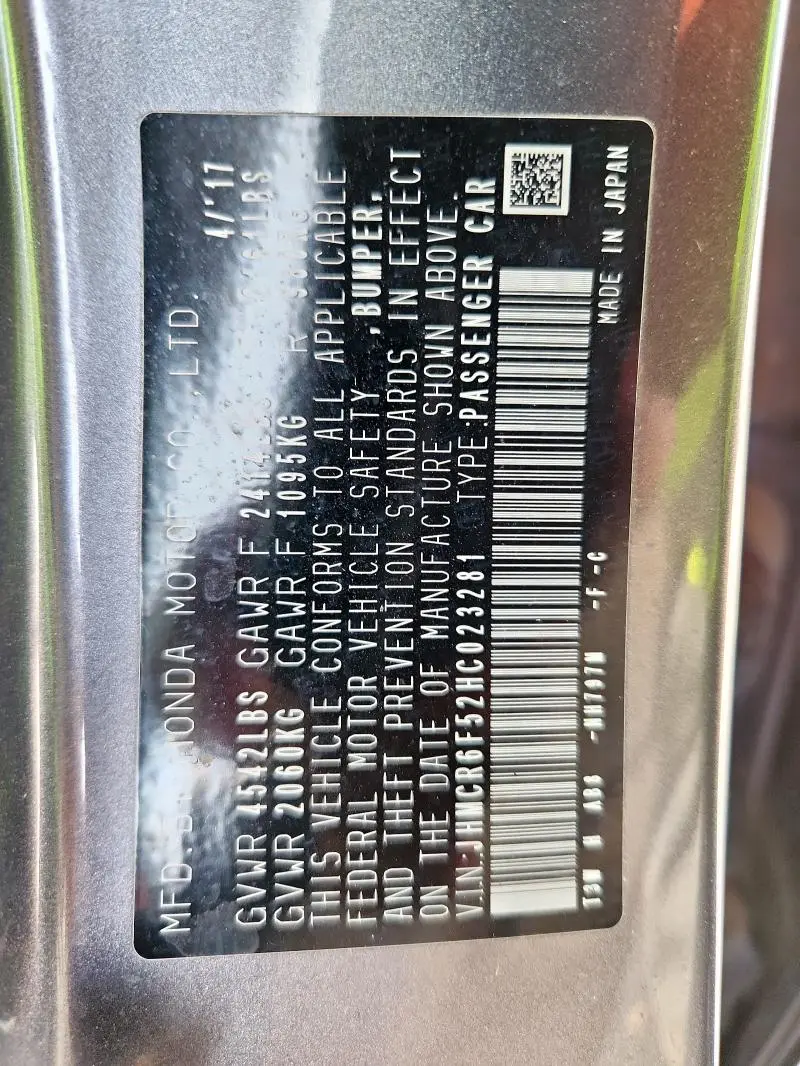 MFD. BY HONDA MOTOR CO., LTD. 4/'17
GVWR 4542LBS GAWR F 2414LBS
GVWR 2060KG GAWR F 1095KG R
THIS VEHICLE CONFORMS TO ALL APPLICABLE
FEDERAL MOTOR VEHICLE SAFETY ,BUMPER,
AND THEFT PREVENTION STANDARDS IN EFFECT
ON THE DATE OF MANUFACTURE SHOWN ABOVE.
V.I.N.:JHMCR6F52HC023281 TYPE:PASSENGER CAR
-NH797M -F -C MADE IN JAPAN